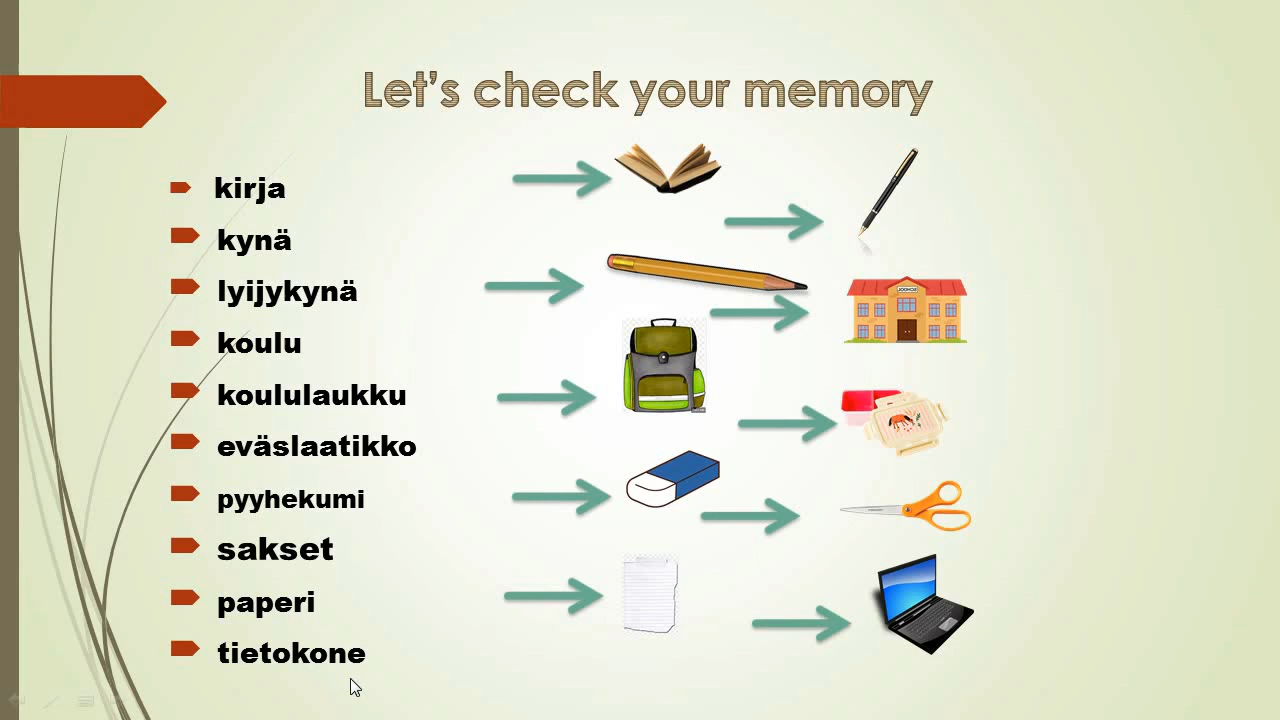 Let's check your memory
kirja
kynä
lyijykynä
koulu
koululaukku
eväslaatikko
pyyhekumi
sakset
paperi
tietokone